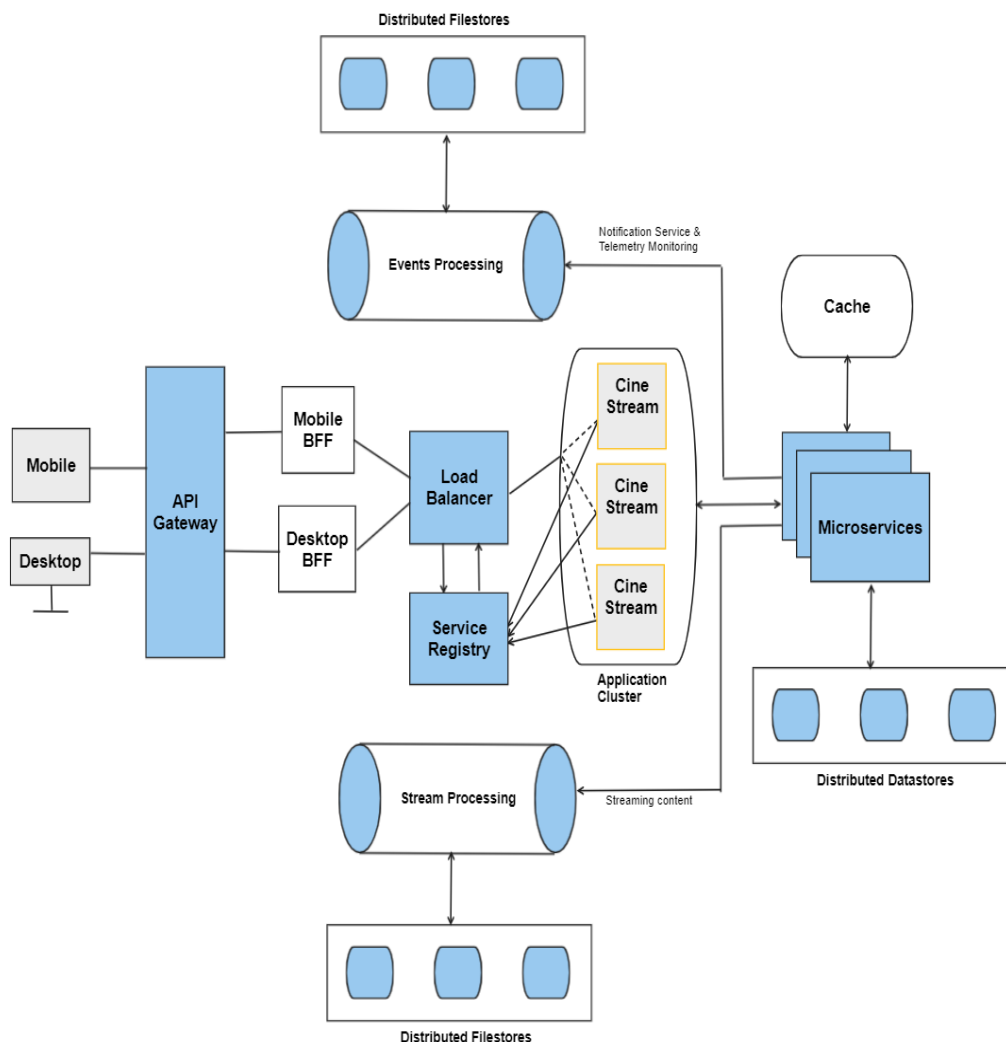 Distributed Filestores
Events Processing
Notification Service &
Telemetry Monitoring
Cache
Mobile
Desktop
API
Gateway
Mobile
BFF
Desktop
BFF
Load
Balancer
Service
Registry
Cine
Stream
Cine
Stream
Cine
Stream
Application
Cluster
Microservices
Distributed Datastores
Stream Processing
Streaming content
Distributed Filestores